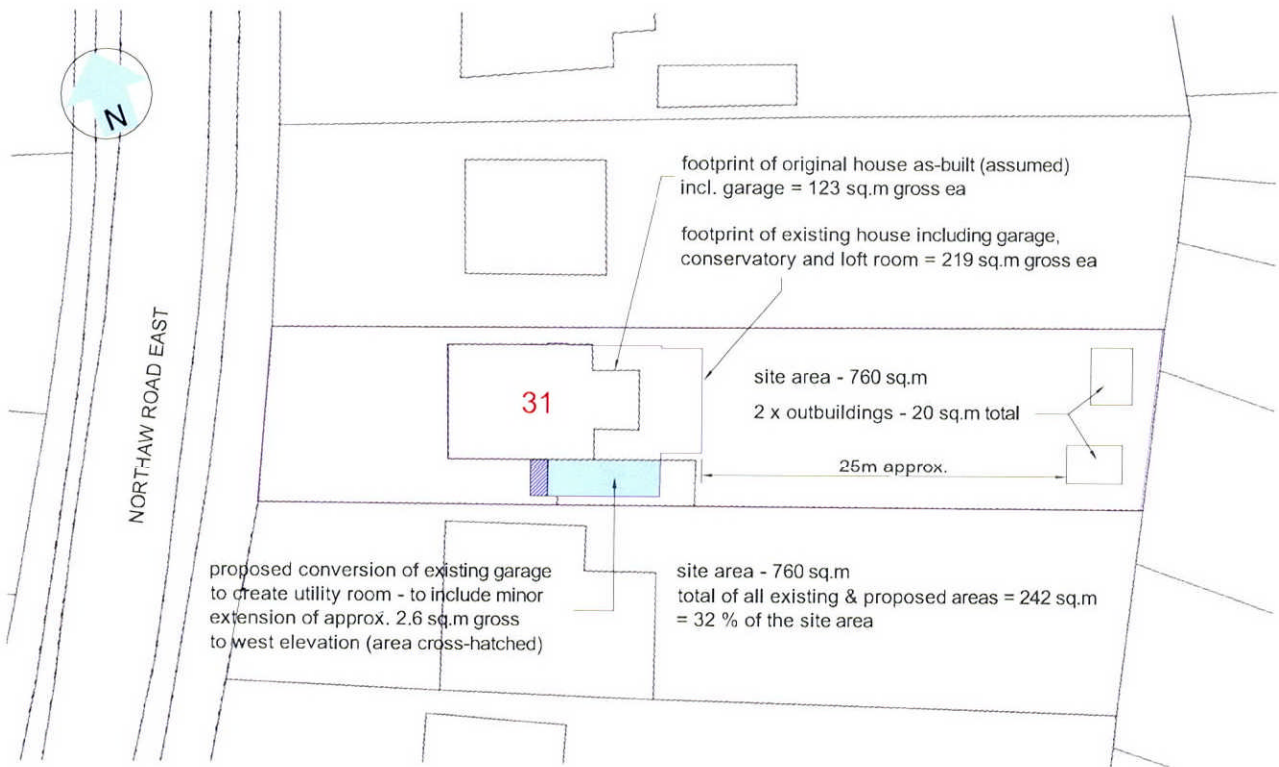 N
footprint of original house as-built (assumed)
incl. garage = 123 sq.m gross ea
footprint of existing house including garage,
conservatory and loft room = 219 sq.m gross ea
NORTHAW ROAD EAST
31
site area - 760 sq.m
2 x outbuildings - 20 sq.m total
25m approx.
proposed conversion of existing garage
to create utility room - to include minor
extension of approx. 2.6 sq.m gross
to west elevation (area cross-hatched)
site area - 760 sq.m
total of all existing & proposed areas = 242 sq.m
= 32 % of the site area